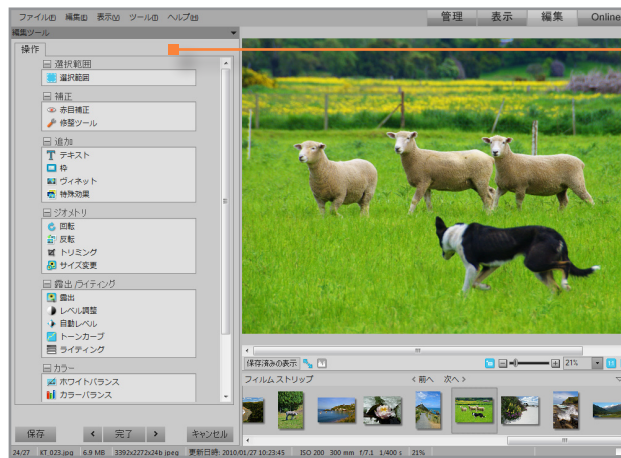 ファイル(F) 編集(E) 表示(V) ツール(T) ヘルプ(H)
管理 表示 編集 Online
編集ツール
操作
選択範囲
選択範囲
補正
赤目補正
修整ツール
追加
テキスト
枠
ヴィネット
特殊効果
ジオメトリ
回転
反転
トリミング
サイズ変更
露出/ライティング
露出
レベル調整
自動レベル
トーンカーブ
ライティング
カラー
ホワイトバランス
カラーバランス
保存 < 完了 > キャンセル
保存済みの表示
21%
フィルム ストリップ <前へ 次へ>
24/27 KT_023.jpg 6.9 MB 3392x2272x24b jpeg 更新日時: 2010/01/27 10:23:45 ISO 200 300 mm f/7.1 1/400 s 21%